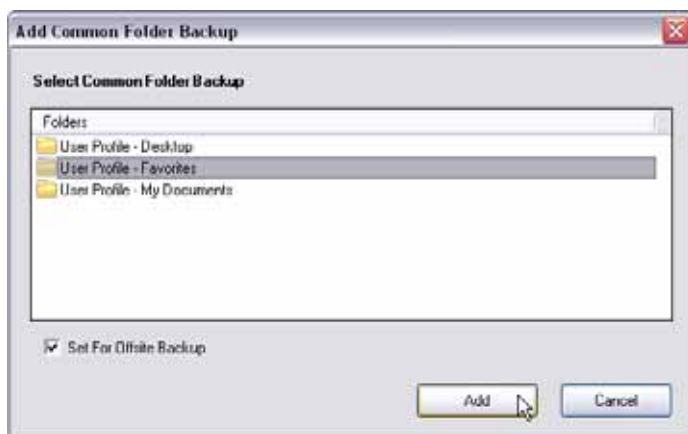 Add Common Folder Backup
Select Common Folder Backup
Folders
User Profile - Desktop
User Profile - Favorites
User Profile - My Documents
Set For Offsite Backup
Add
Cancel